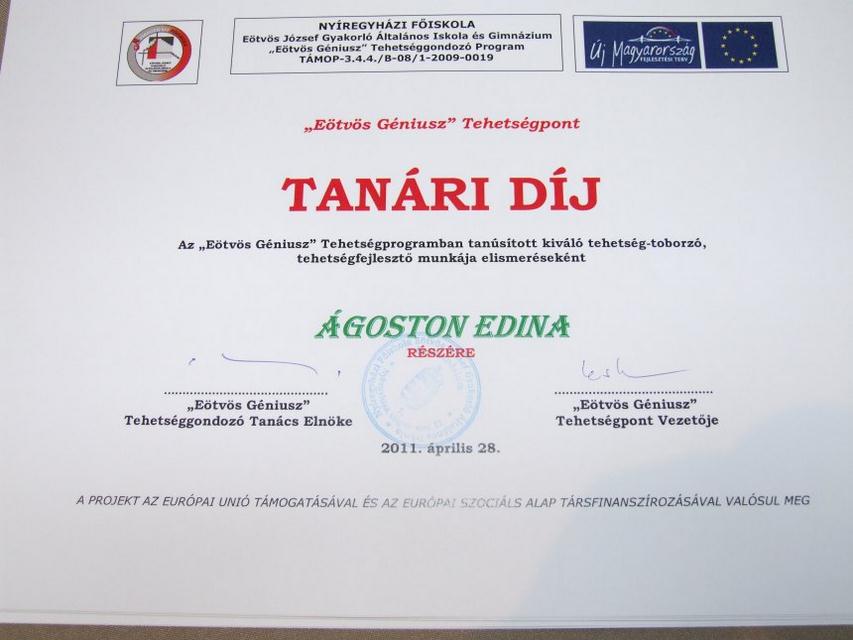 NYÍREGYHÁZI FŐISKOLA
Eötvös József Gyakorló Általános Iskola és Gimnázium
„Eötvös Géniusz” Tehetséggondozó Program
TÁMOP-3.4.4./B-08/1-2009-0019
Új Magyarország
FEJLESZTÉSI TERV
„Eötvös Géniusz” Tehetségpont
TANÁRI DÍJ
Az „Eötvös Géniusz” Tehetségprogramban tanúsított kiváló tehetség-toborzó,
tehetségfejlesztő munkája elismeréseként
ÁGOSTON EDINA
RÉSZÉRE
„Eötvös Géniusz”
Tehetséggondozó Tanács Elnöke
„Eötvös Géniusz”
Tehetségpont Vezetője
2011. április 28.
A PROJEKT AZ EURÓPAI UNIÓ TÁMOGATÁSÁVAL ÉS AZ EURÓPAI SZOCIÁLS ALAP TÁRSFINANSZÍROZÁSÁVAL VALÓSUL MEG